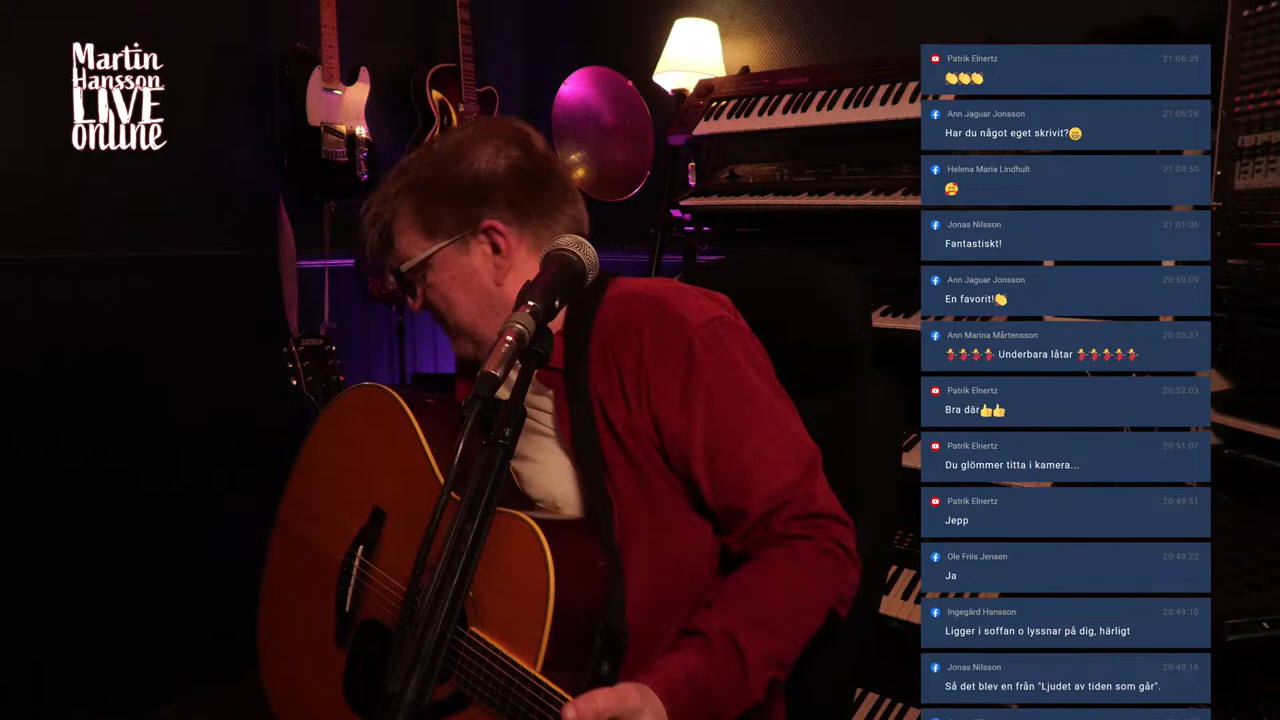 Martin
Hansson
LIVE
online
Patrik Elnertz 21:06:35
👏👏👏
Ann Jaguar Jonsson 21:06:26
Har du något eget skrivit?😄
Helena Maria Lindhult 21:04:50
🥰
Jonas Nilsson 21:01:06
Fantastiskt!
Ann Jaguar Jonsson 20:59:09
En favorit!👏
Ann Marina Mårtensson 20:55:37
💃💃💃💃 Underbara låtar 💃💃💃💃💃
Patrik Elnertz 20:52:03
Bra där👍👍
Patrik Elnertz 20:51:07
Du glömmer titta i kamera...
Patrik Elnertz 20:49:51
Jepp
Ole Friis Jensen 20:49:22
Ja
Ingegärd Hansson 20:49:10
Ligger i soffan o lyssnar på dig, härligt
Jonas Nilsson 20:48:16
Så det blev en från "Ljudet av tiden som går".